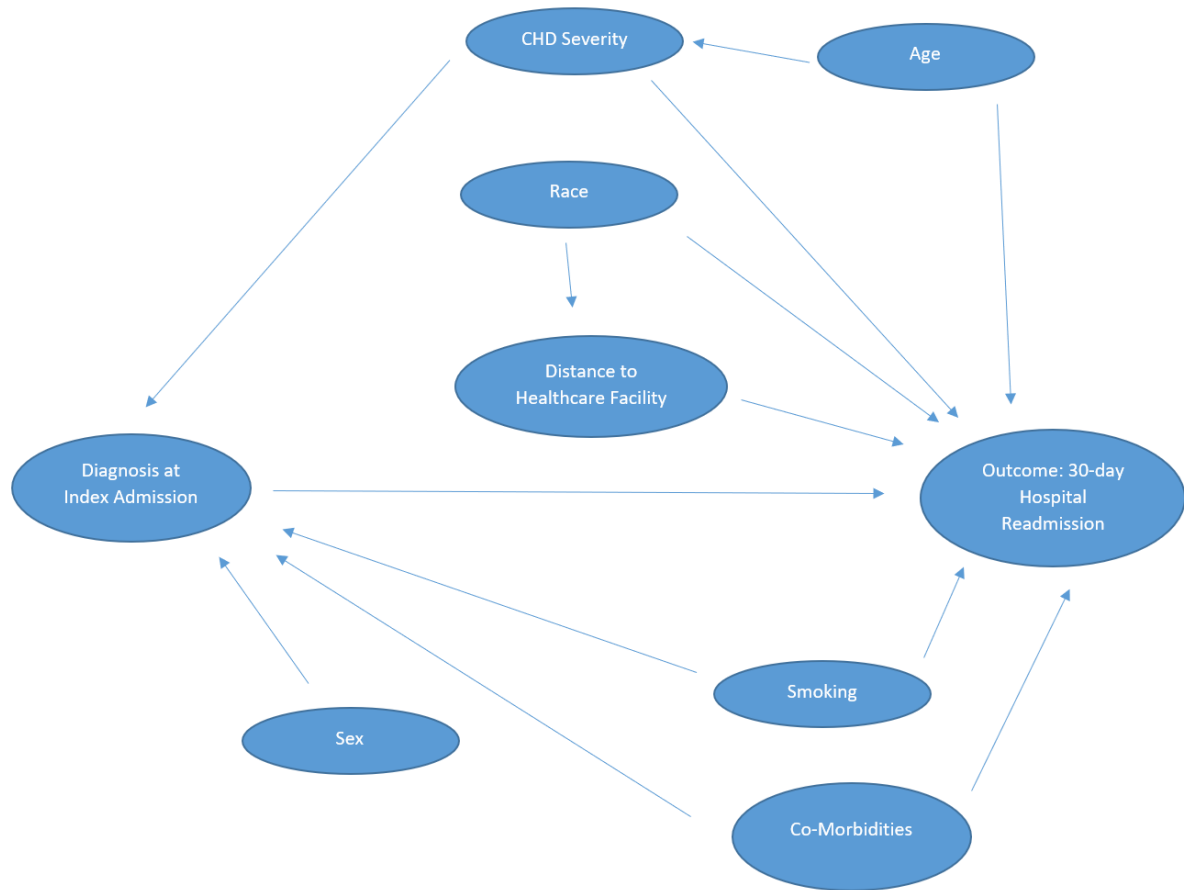 CHD Severity
Age
Race
Distance to
Healthcare Facility
Diagnosis at
Index Admission
Outcome: 30-day
Hospital
Readmission
Smoking
Sex
Co-Morbidities